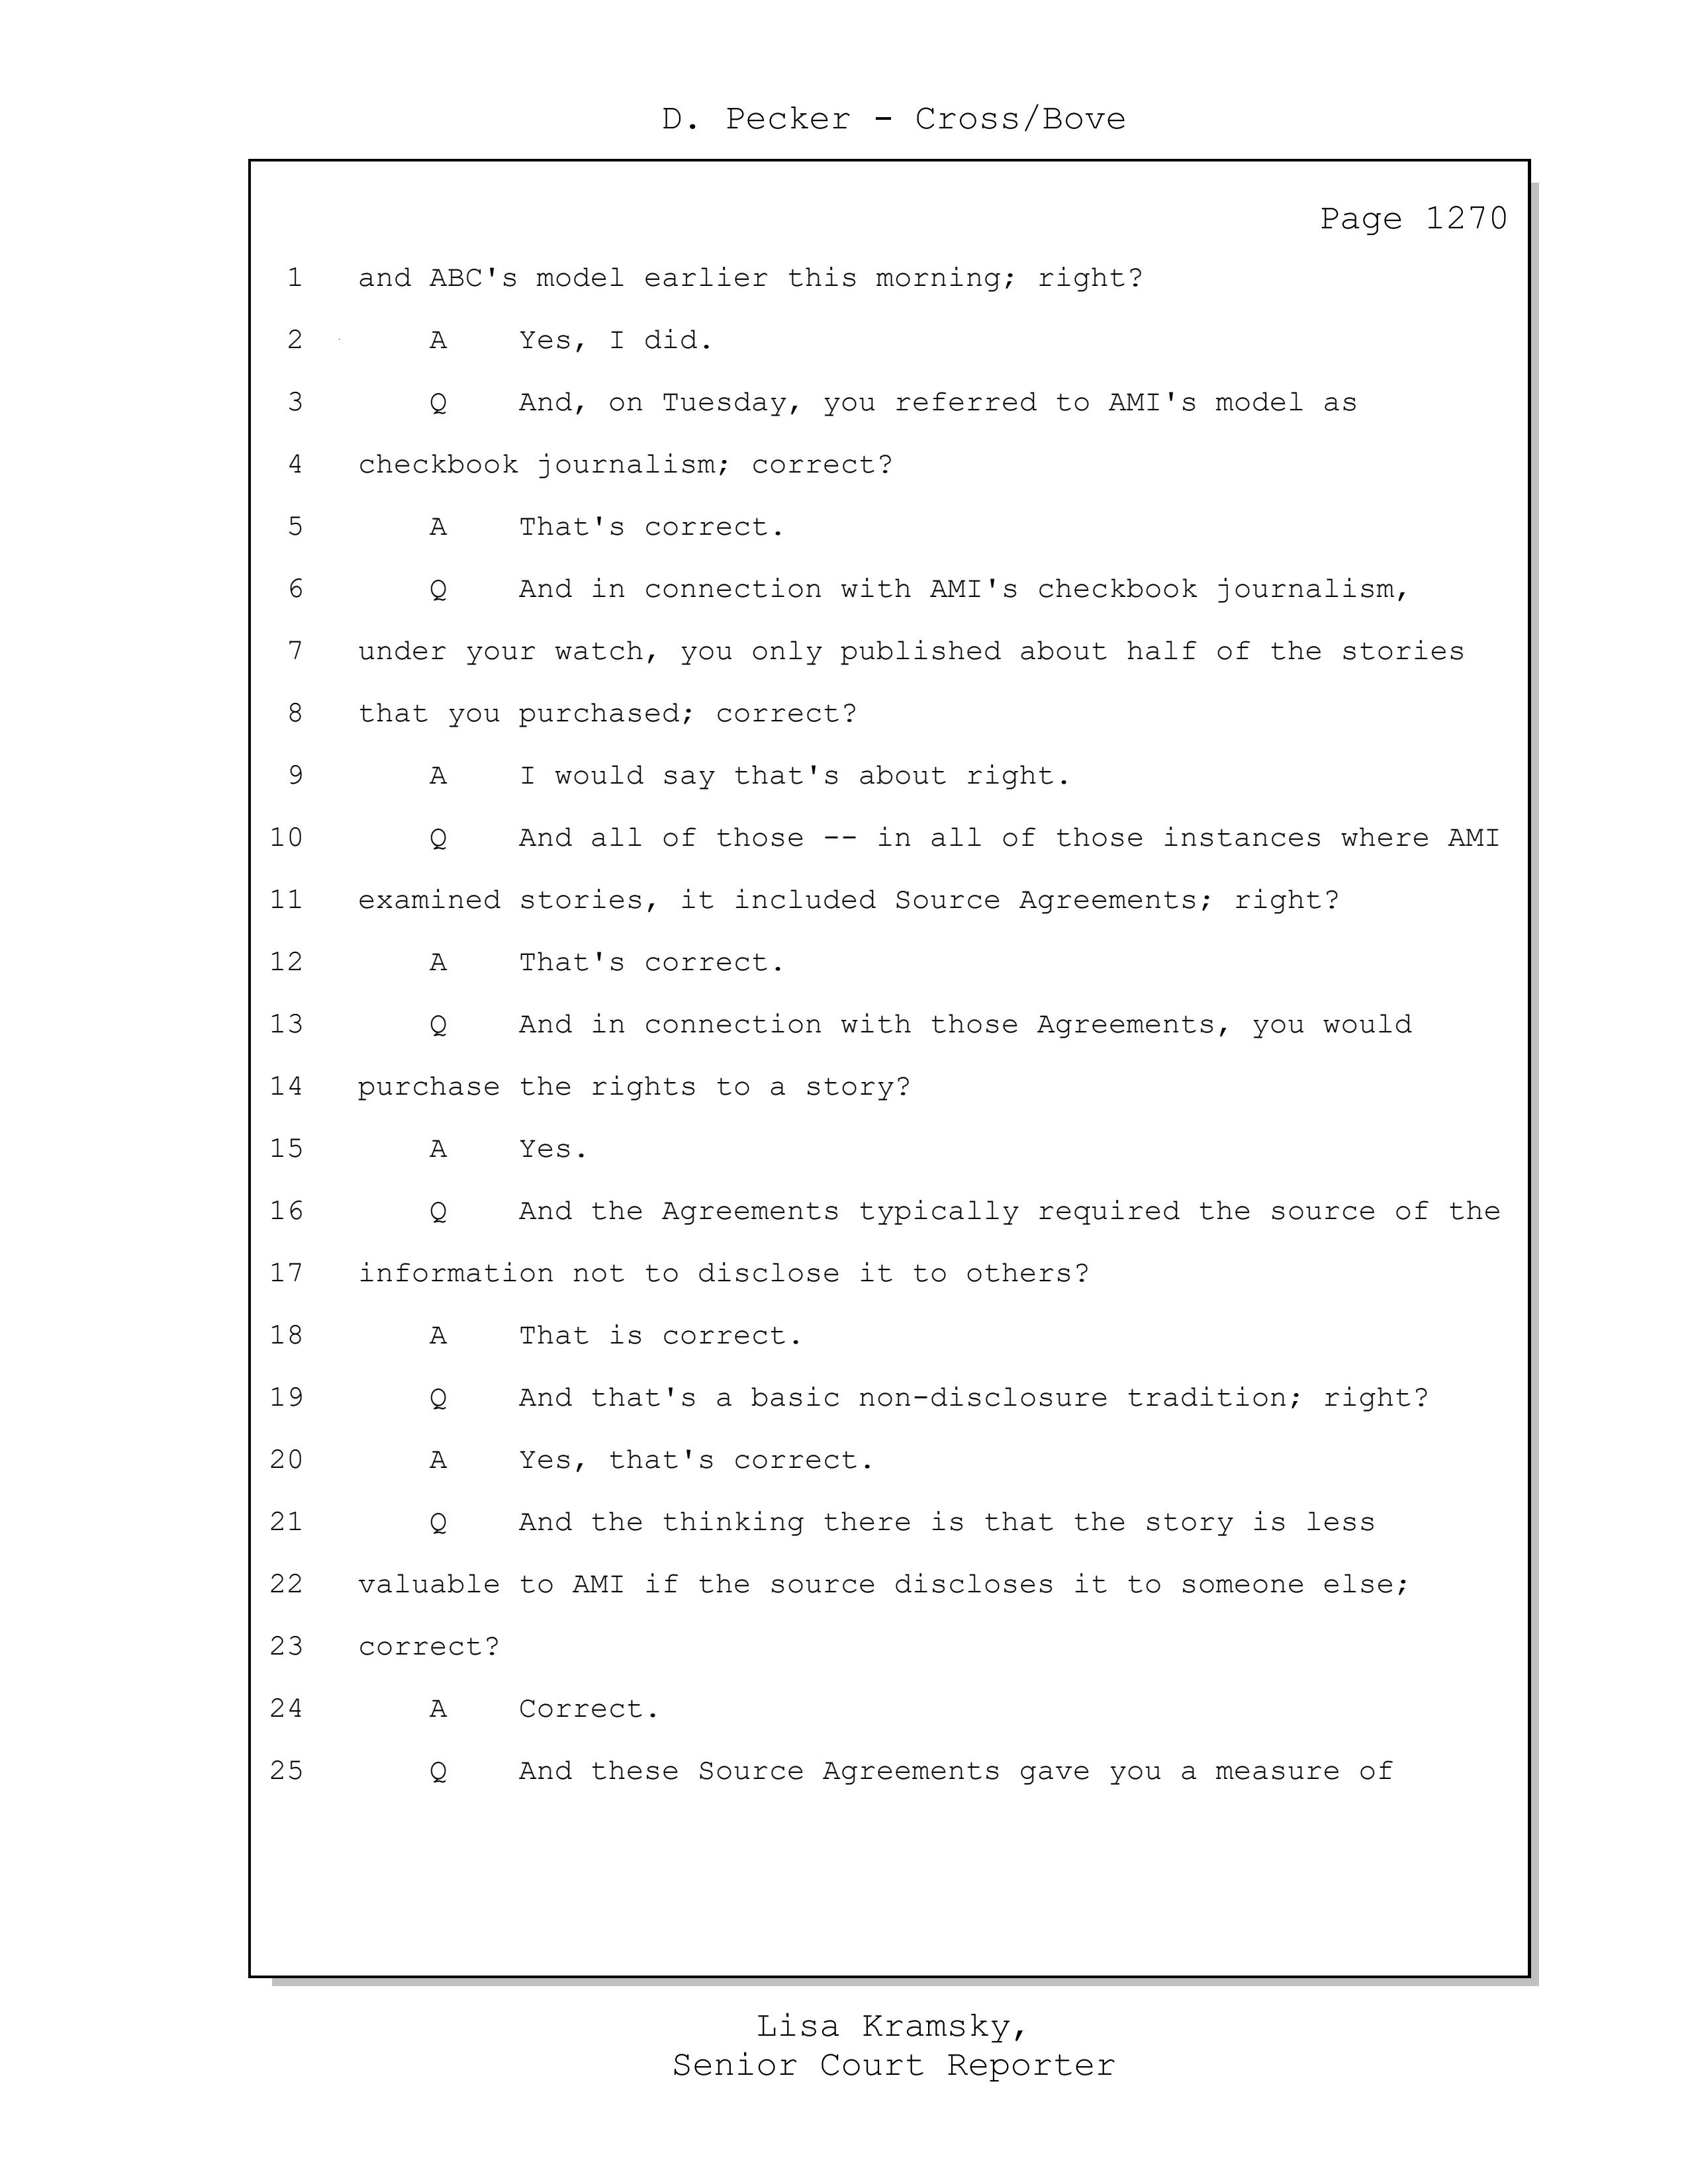 D. Pecker - Cross/Bove
Page 1270
1 and ABC's model earlier this morning; right?
2 A Yes, I did.
3 Q And, on Tuesday, you referred to AMI's model as
4 checkbook journalism; correct?
5 A That's correct.
6 Q And in connection with AMI's checkbook journalism,
7 under your watch, you only published about half of the stories
8 that you purchased; correct?
9 A I would say that's about right.
10 Q And all of those -- in all of those instances where AMI
11 examined stories, it included Source Agreements; right?
12 A That's correct.
13 Q And in connection with those Agreements, you would
14 purchase the rights to a story?
15 A Yes.
16 Q And the Agreements typically required the source of the
17 information not to disclose it to others?
18 A That is correct.
19 Q And that's a basic non-disclosure tradition; right?
20 A Yes, that's correct.
21 Q And the thinking there is that the story is less
22 valuable to AMI if the source discloses it to someone else;
23 correct?
24 A Correct.
25 Q And these Source Agreements gave you a measure of
Lisa Kramsky,
Senior Court Reporter